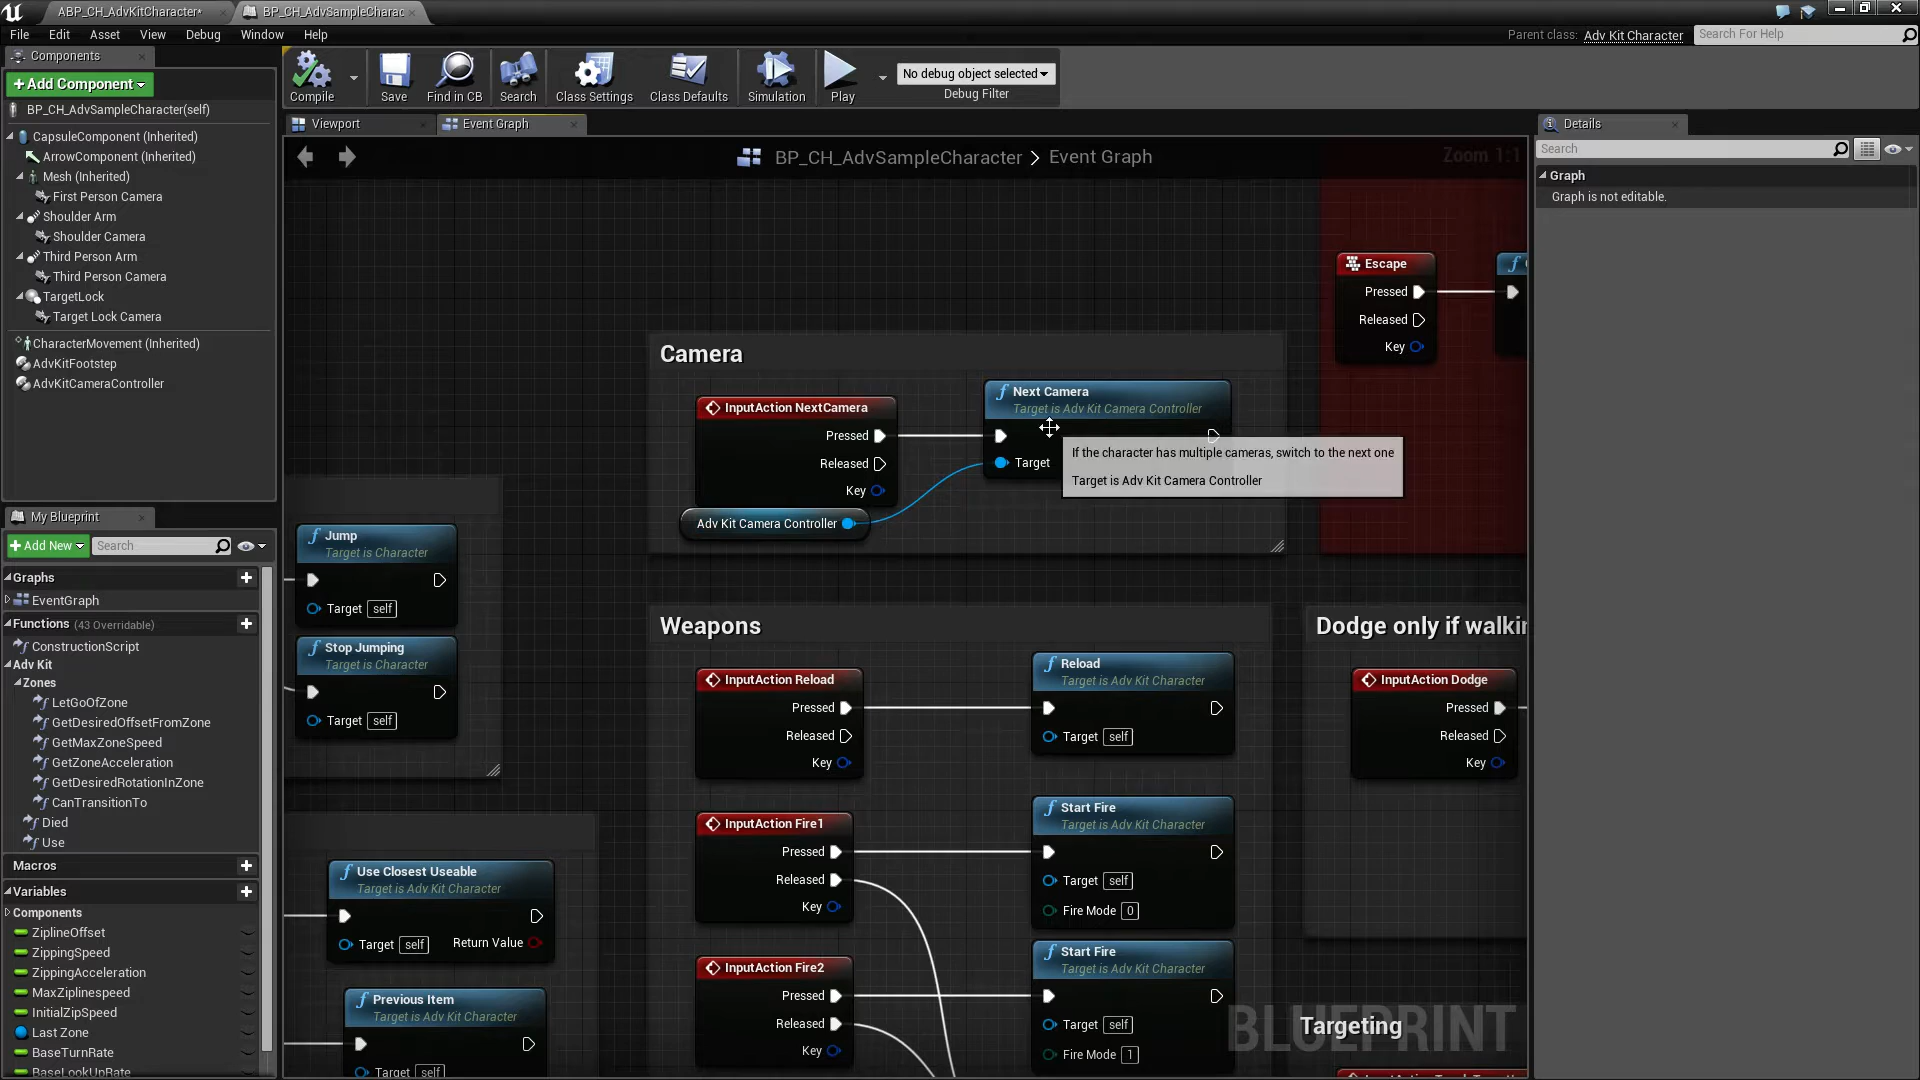 ABP_CH_AdvKitCharacter*
BP_CH_AdvSampleCharac
File Edit Asset View Debug Window Help
Parent class: Adv Kit Character
Search For Help
Components
+Add Component
Compile
Save
Find in CB
Search
Class Settings
Class Defaults
Simulation
Play
No debug object selected
Debug Filter
BP_CH_AdvSampleCharacter(self)
CapsuleComponent (Inherited)
ArrowComponent (Inherited)
Mesh (Inherited)
First Person Camera
Shoulder Arm
Shoulder Camera
Third Person Arm
Third Person Camera
TargetLock
Target Lock Camera
CharacterMovement (Inherited)
AdvKitFootstep
AdvKitCameraController
My Blueprint
+Add New
Search
Graphs
EventGraph
Functions (43 Overridable)
ConstructionScript
Adv Kit
Zones
LetGoOfZone
GetDesiredOffsetFromZone
GetMaxZoneSpeed
GetZoneAcceleration
GetDesiredRotationInZone
CanTransitionTo
Died
Use
Macros
Variables
Components
ZiplineOffset
ZippingSpeed
ZippingAcceleration
MaxZiplinespeed
InitialZipSpeed
Last Zone
BaseTurnRate
BaseLookUpRate
Viewport
Event Graph
BP_CH_AdvSampleCharacter > Event Graph
Zoom 1:1
Camera
InputAction NextCamera
Pressed
Released
Key
Adv Kit Camera Controller
Next Camera
Target is Adv Kit Camera Controller
Target
If the character has multiple cameras, switch to the next one
Target is Adv Kit Camera Controller
Escape
Pressed
Released
Key
Jump
Target is Character
Target self
Stop Jumping
Target is Character
Target self
Use Closest Useable
Target is Adv Kit Character
Target self Return Value
Previous Item
Target is Adv Kit Character
Target self
Weapons
InputAction Reload
Pressed
Released
Key
Reload
Target is Adv Kit Character
Target self
InputAction Fire1
Pressed
Released
Key
Start Fire
Target is Adv Kit Character
Target self
Fire Mode 0
InputAction Fire2
Pressed
Released
Key
Start Fire
Target is Adv Kit Character
Target self
Fire Mode 1
Dodge only if walkin
InputAction Dodge
Pressed
Released
Key
BLUEPRINT
Targeting
Details
Search
Graph
Graph is not editable.